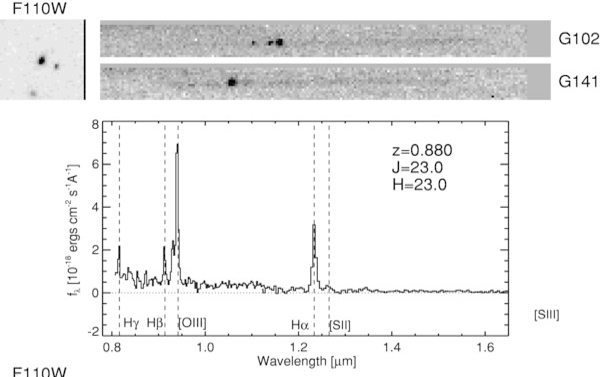 F110W
G102
G141
8
6
4
2
0
-2
f_λ [10⁻¹⁸ ergs cm⁻² s⁻¹A⁻¹]
z=0.880
J=23.0
H=23.0
Hγ Hβ [OIII] Hα [SII]
[SIII]
0.8 1.0 1.2 1.4 1.6
Wavelength [μm]
F110W